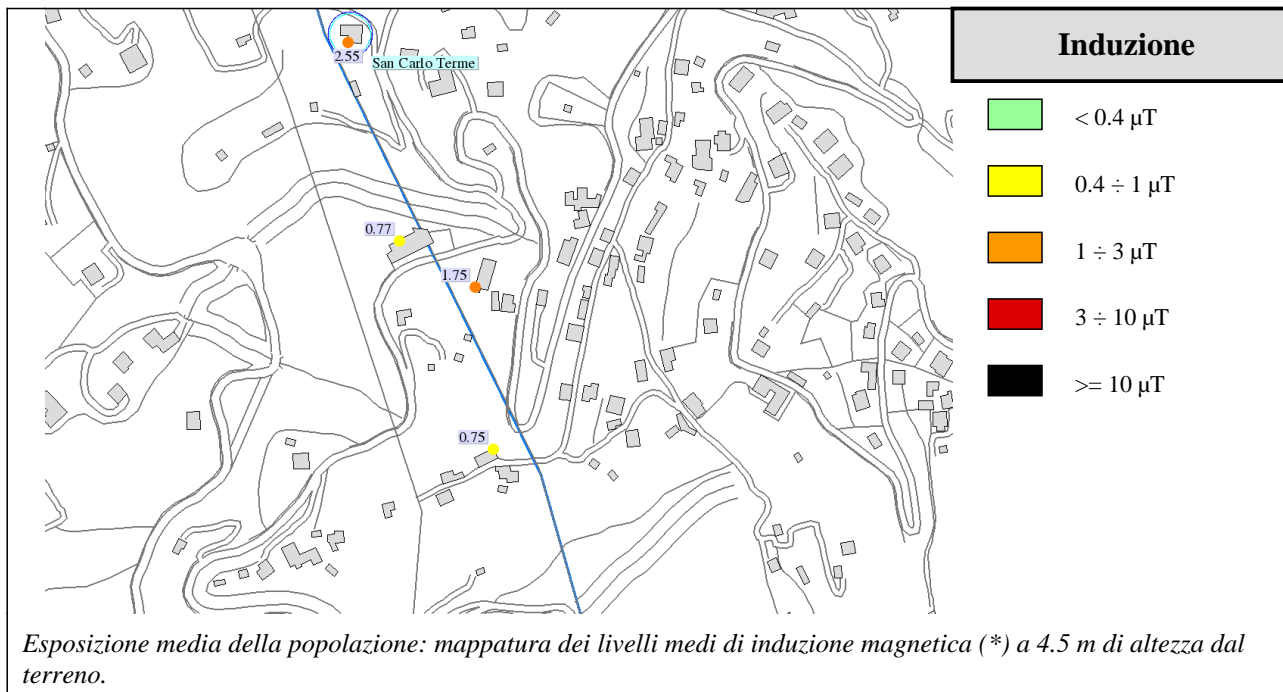 2.55
San Carlo Terme
0.77
1.75
0.75
Induzione
< 0.4 µT
0.4 ÷ 1 µT
1 ÷ 3 µT
3 ÷ 10 µT
>= 10 µT
Esposizione media della popolazione: mappatura dei livelli medi di induzione magnetica (*) a 4.5 m di altezza dal
terreno.